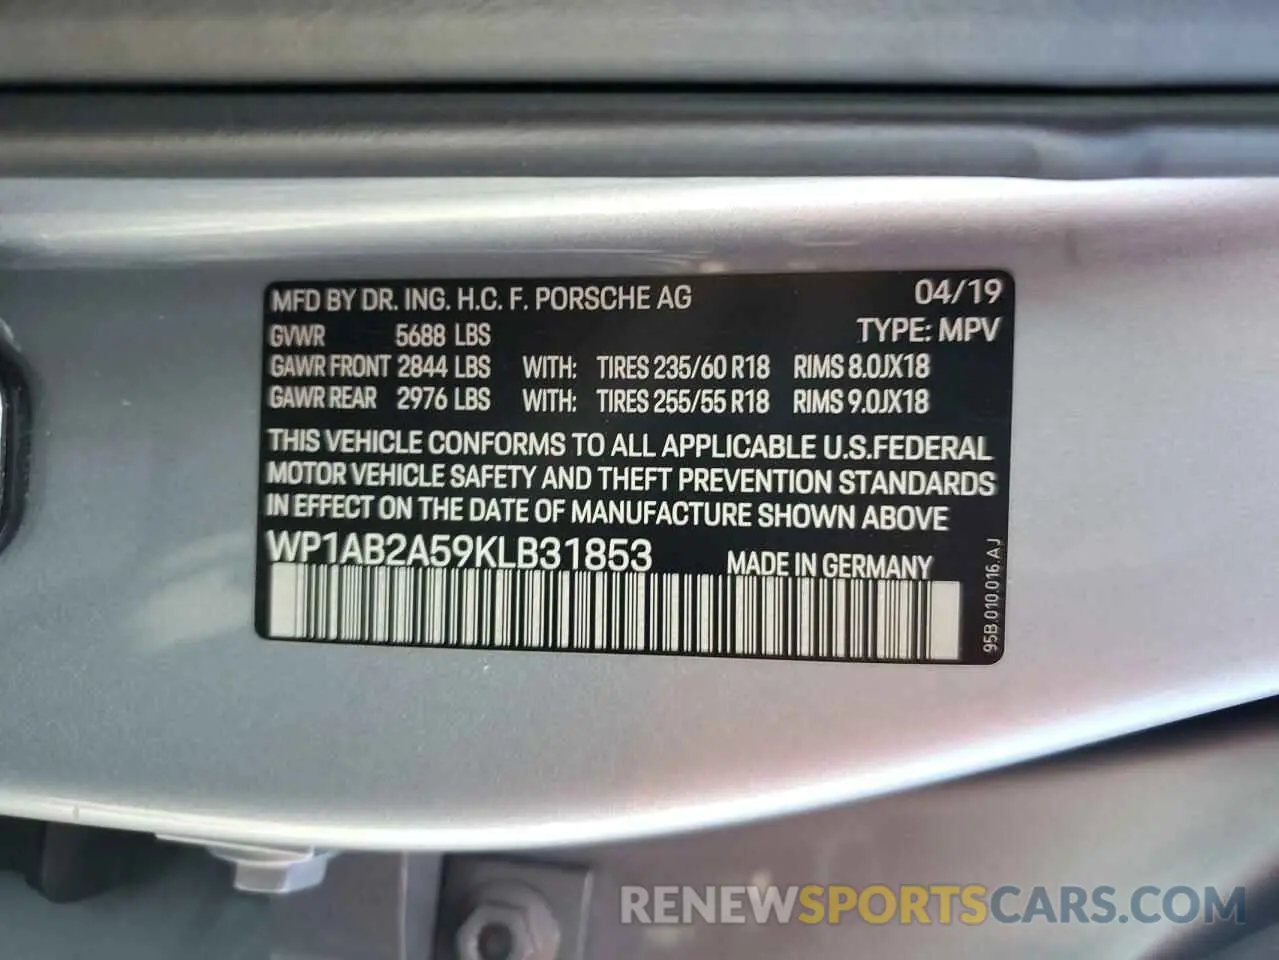 MFD BY DR. ING. H.C. F. PORSCHE AG 04/19
GVWR 5688 LBS TYPE: MPV
GAWR FRONT 2844 LBS WITH: TIRES 235/60 R18 RIMS 8.0JX18
GAWR REAR 2976 LBS WITH: TIRES 255/55 R18 RIMS 9.0JX18
THIS VEHICLE CONFORMS TO ALL APPLICABLE U.S.FEDERAL
MOTOR VEHICLE SAFETY AND THEFT PREVENTION STANDARDS
IN EFFECT ON THE DATE OF MANUFACTURE SHOWN ABOVE
WP1AB2A59KLB31853 MADE IN GERMANY
95B.010.016.AJ
RENEWSPORTSCARS.COM